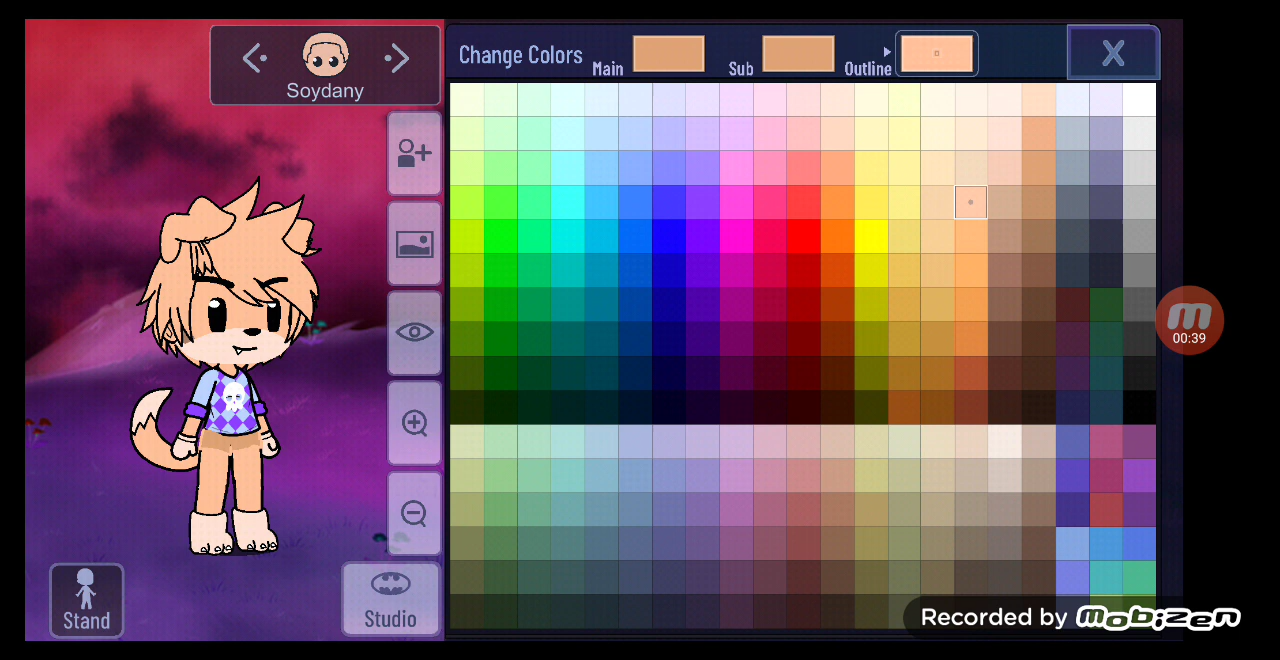 Soydany
Change Colors
Main
Sub
Outline
X
Stand
Studio
00:39
Recorded by Mobizen